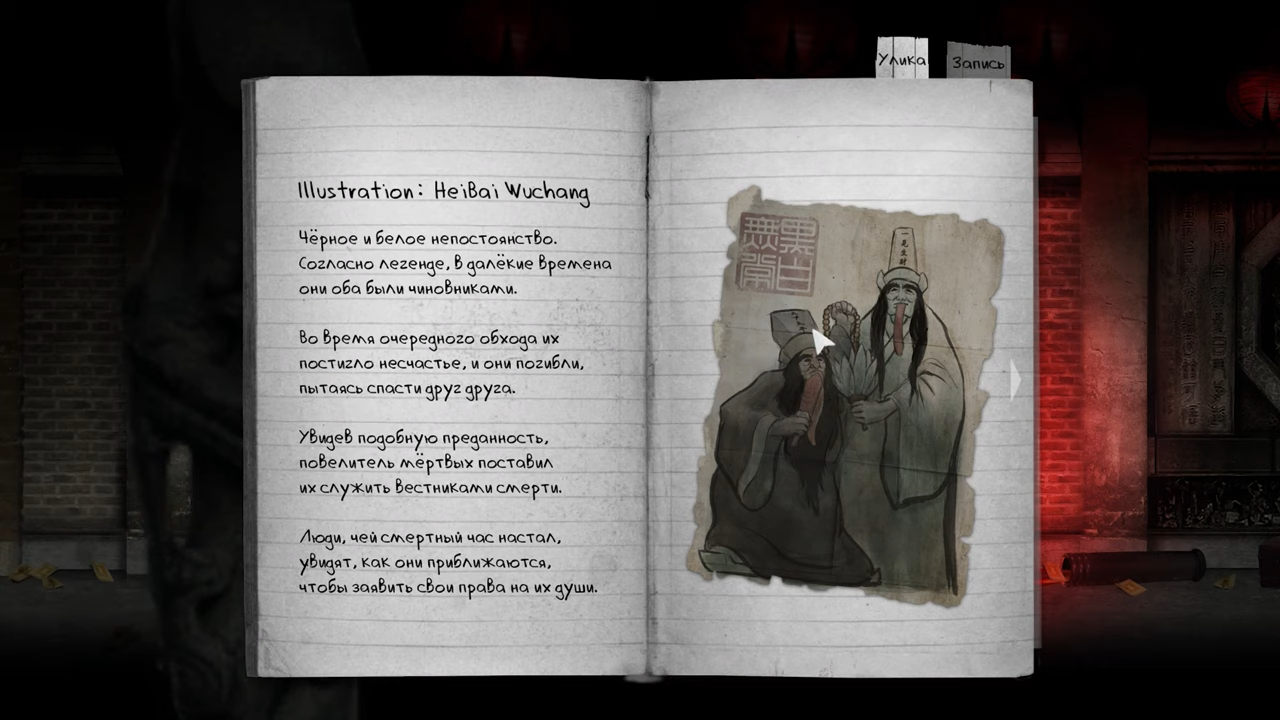 Улика
Запись
Illustration: HeiBai Wuchang
Чёрное и белое непостоянство.
Согласно легенде, в далёкие времена
они оба были чиновниками.
Во время очередного обхода их
постигло несчастье, и они погибли,
пытаясь спасти друг друга.
Увидев подобную преданность,
повелитель мёртвых поставил
их служить вестниками смерти.
Люди, чей смертный час настал,
увидят, как они приближаются,
чтобы заявить свои права на их души.
黑白
無常
一見生財